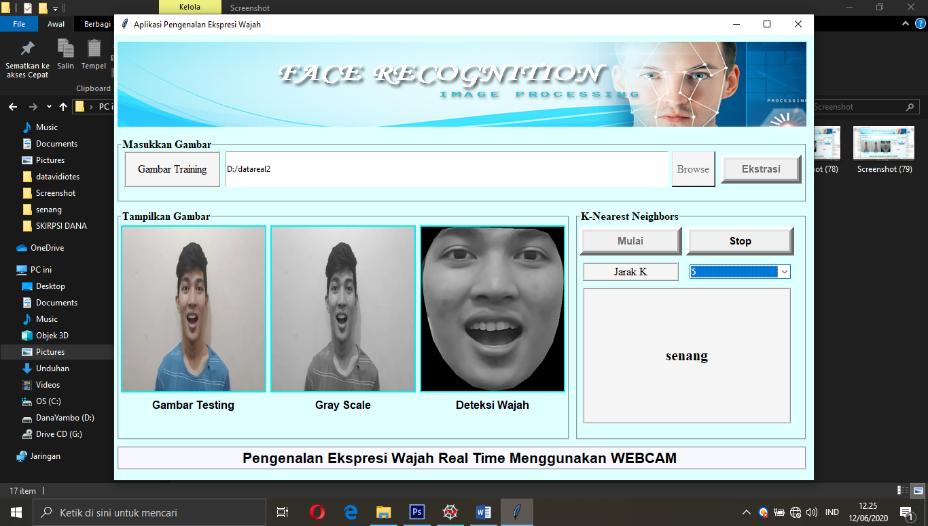 Kelola
Screenshot
File
Awal
Berbagi
Sematkan ke
akses Cepat
Salin
Tempel
Clipboard
Aplikasi Pengenalan Ekspresi Wajah
FACE RECOGNITION
IMAGE PROCESSING
PROCESSING
PC i
Screenshot
Music
Documents
Pictures
datavidiotes
Screenshot
senang
SKIRPSI DANA
OneDrive
PC ini
Desktop
Documents
Music
Objek 3D
Pictures
Unduhan
Videos
OS (C:)
DanaYambo (D:)
Drive CD (G:)
Jaringan
Masukkan Gambar
Gambar Training
D:/datareal2
Browse
Ekstrasi
Tampilkan Gambar
Gambar Testing
Gray Scale
Deteksi Wajah
K-Nearest Neighbors
Mulai
Stop
Jarak K
5
senang
Pengenalan Ekspresi Wajah Real Time Menggunakan WEBCAM
ot (78)
Screenshot (79)
17 item
Ketik di sini untuk mencari
IND
12.25
12/06/2020
1